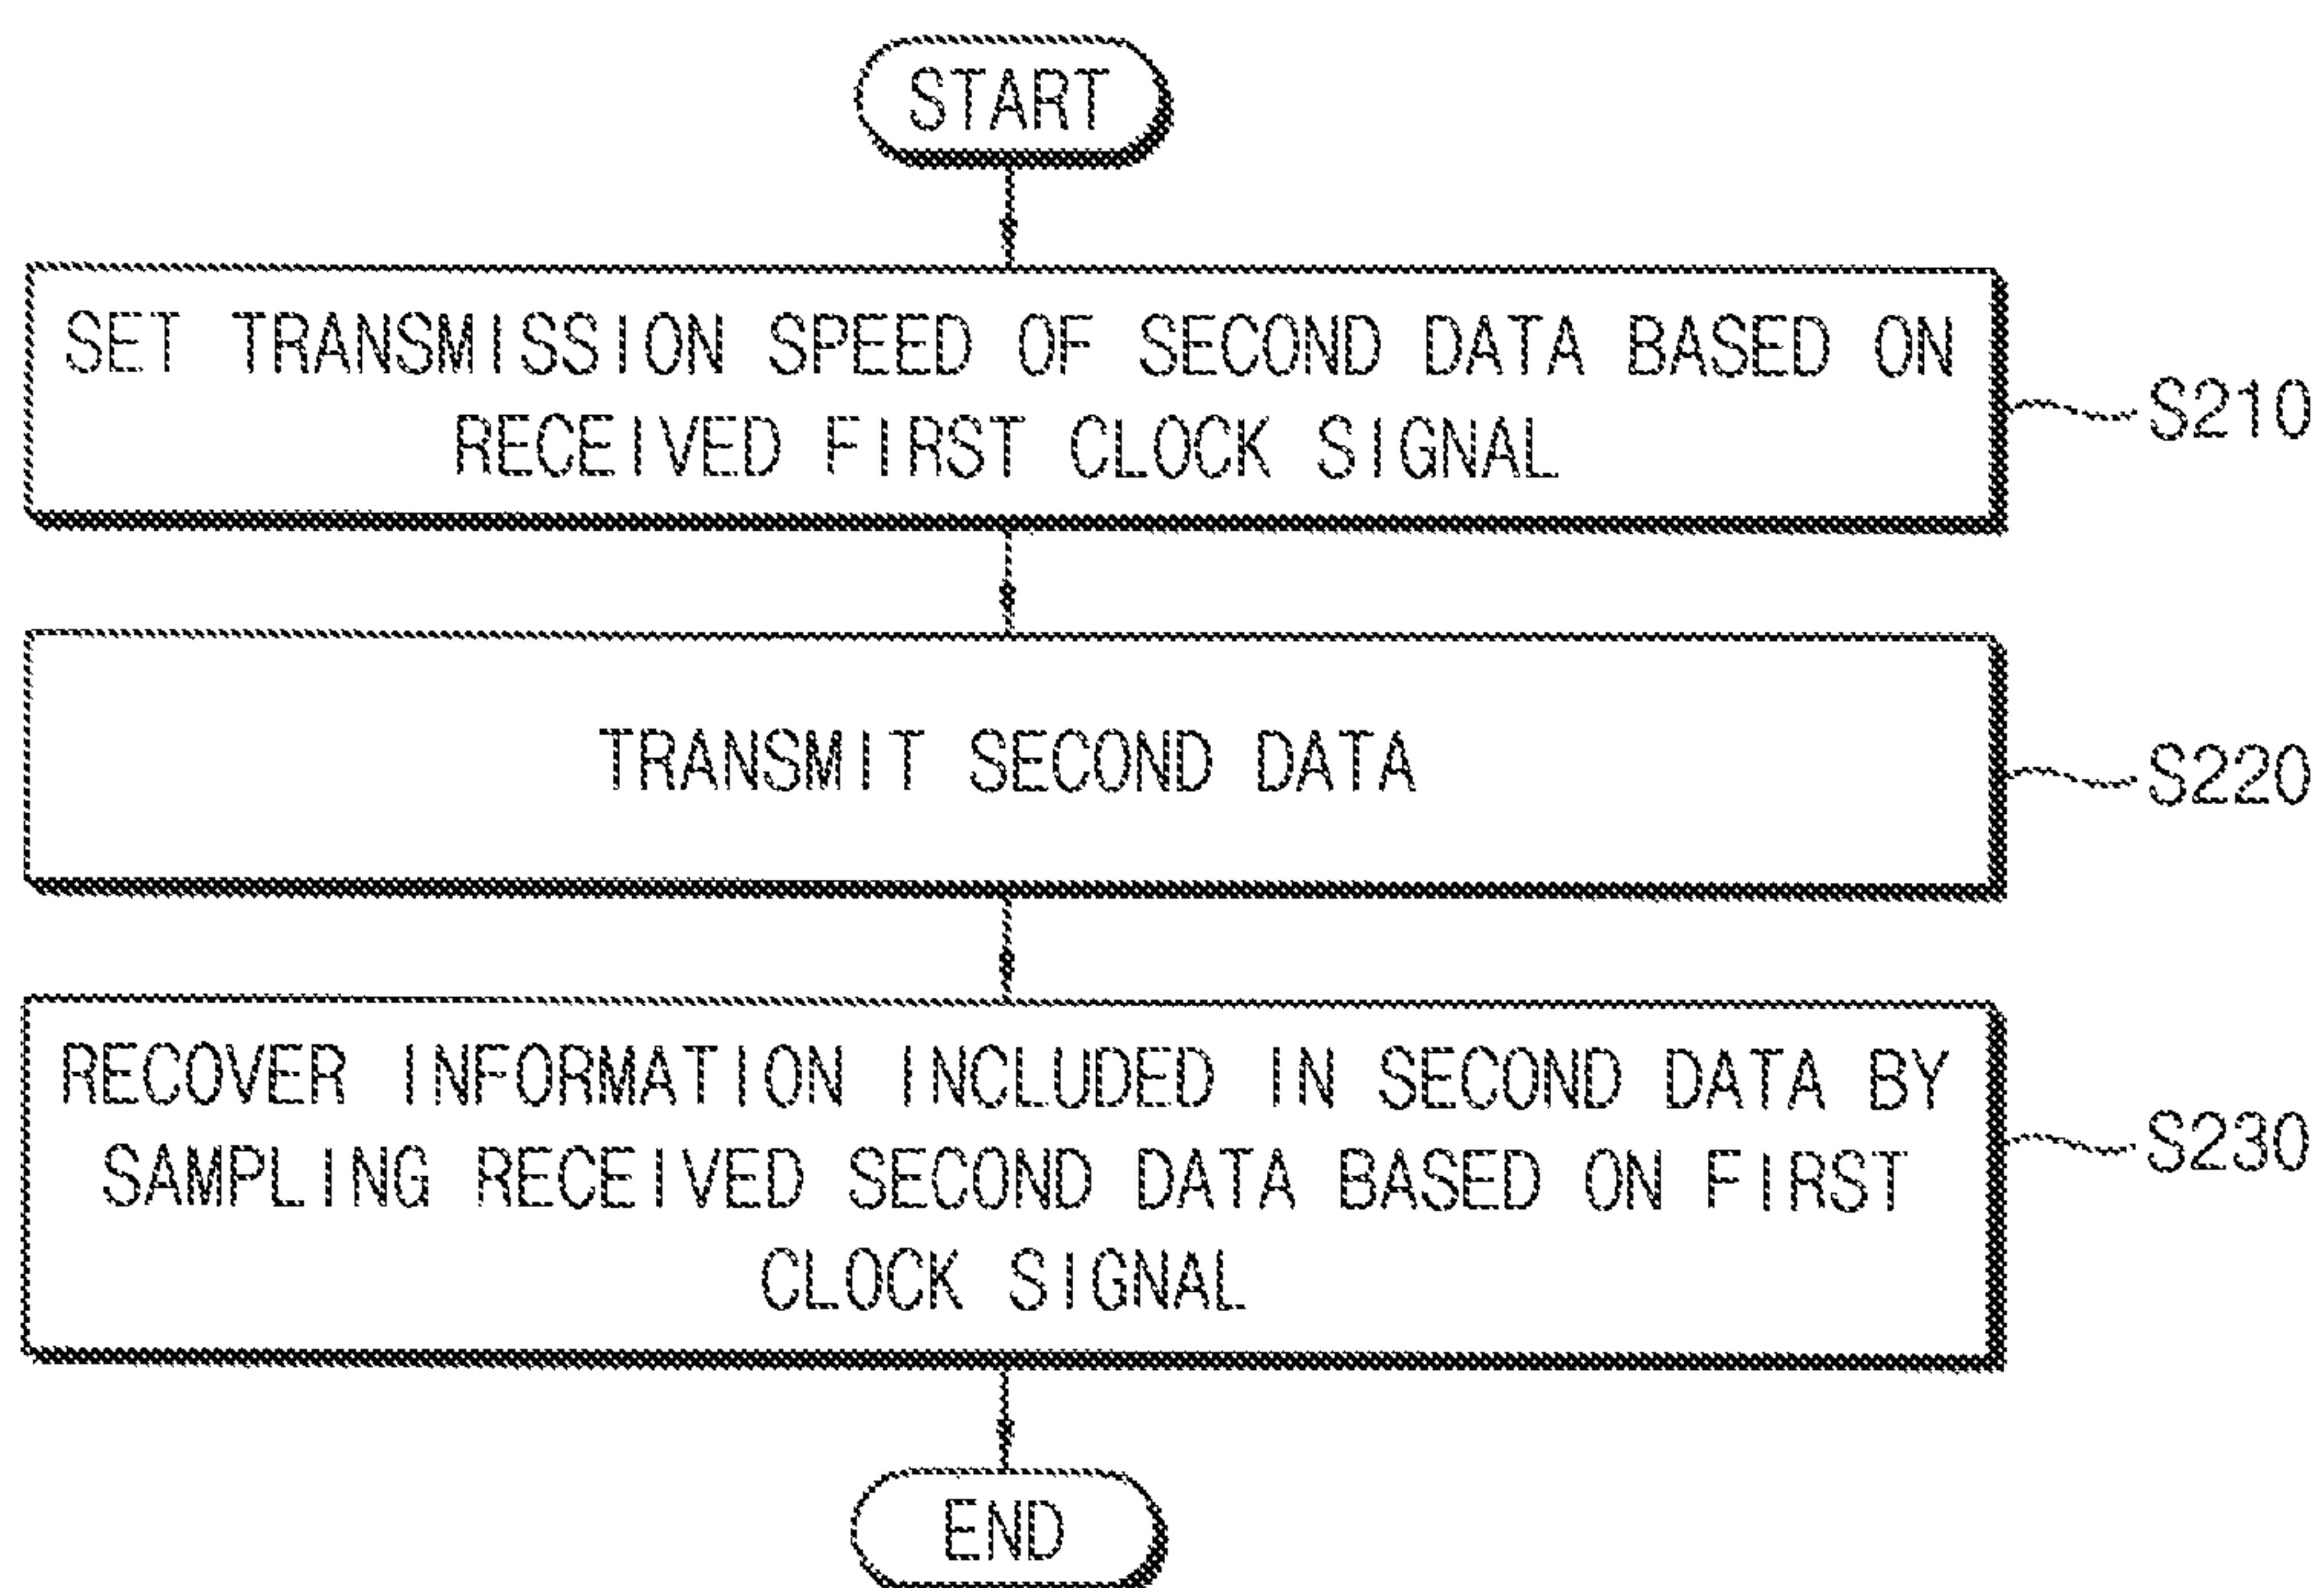 START
SET TRANSMISSION SPEED OF SECOND DATA BASED ON
RECEIVED FIRST CLOCK SIGNAL
S210
TRANSMIT SECOND DATA
S220
RECOVER INFORMATION INCLUDED IN SECOND DATA BY
SAMPLING RECEIVED SECOND DATA BASED ON FIRST
CLOCK SIGNAL
S230
END